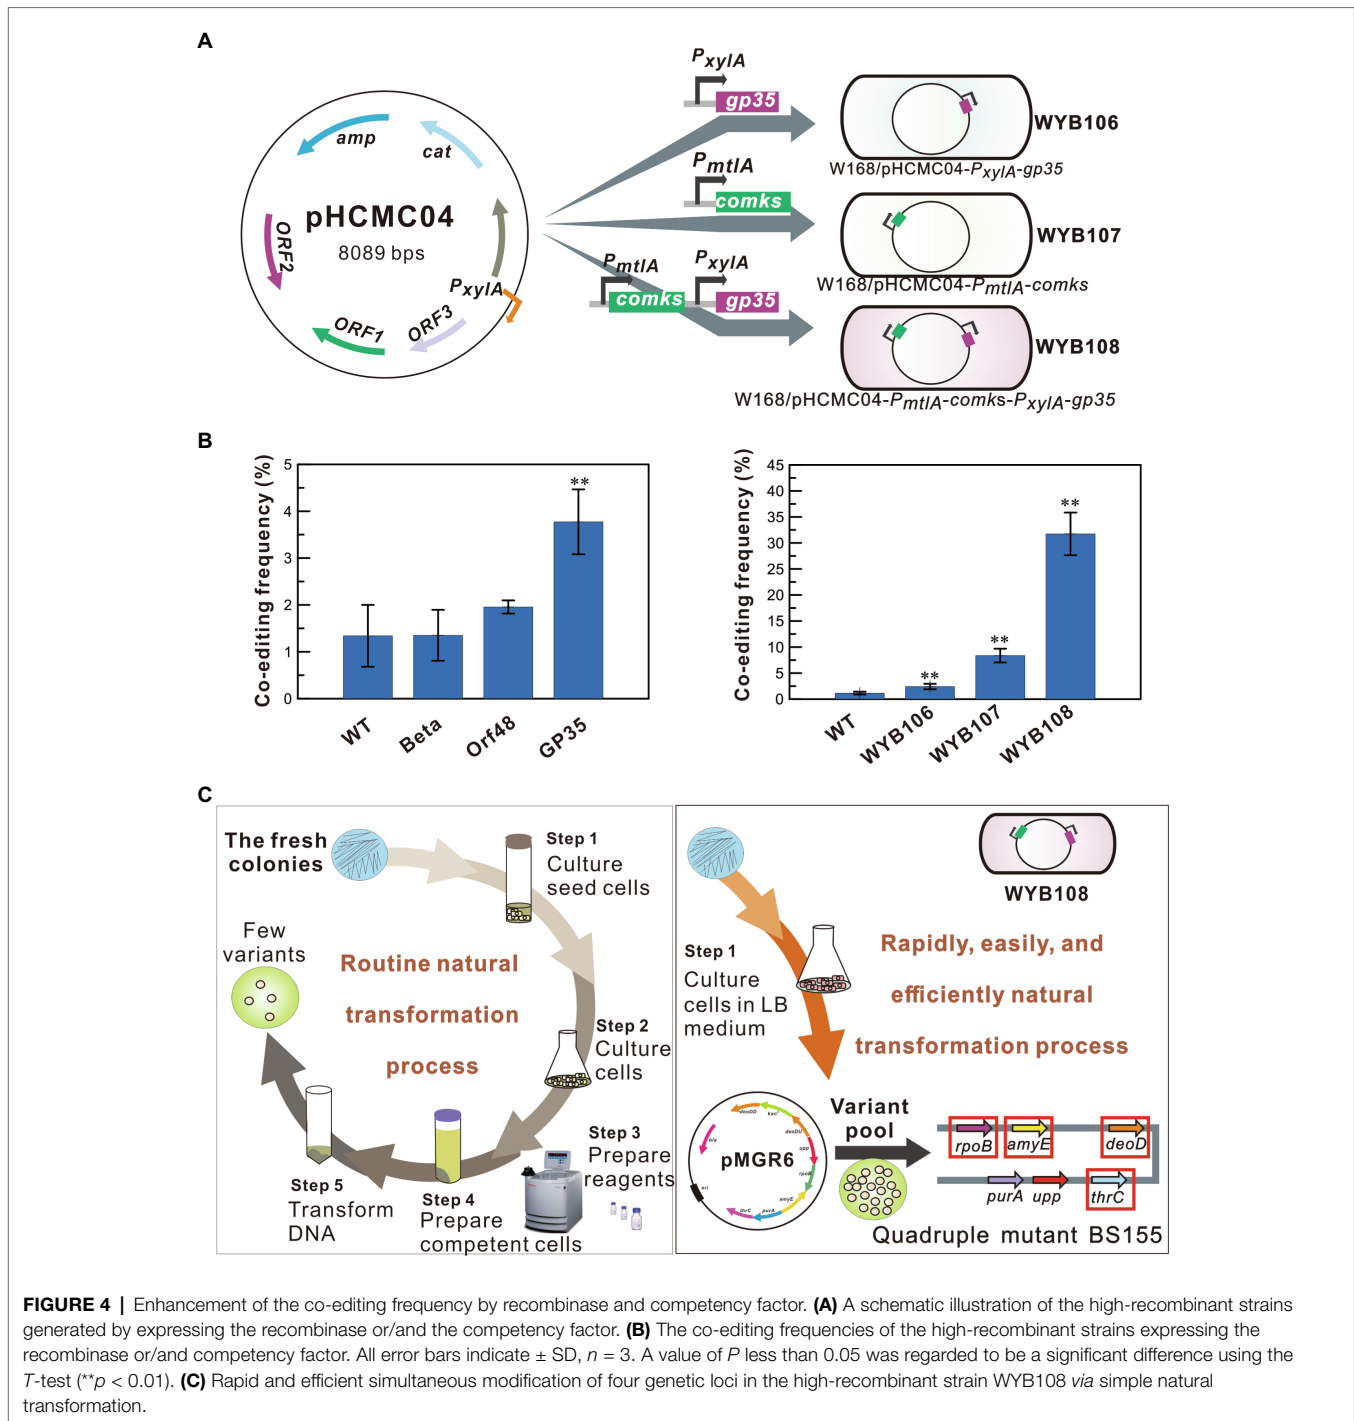 A
amp
cat
pHCMC04
8089 bps
ORF2
PxylA
ORF1
ORF3
PxylA
gp35
PmtlA
comks
PmtlA
PxylA
comks
gp35
WYB106
W168/pHCMC04-PxylA-gp35
WYB107
W168/pHCMC04-PmtlA-comks
WYB108
W168/pHCMC04-PmtlA-comks-PxylA-gp35
B
Co-editing frequency (%)
5
4
3
2
1
0
**
WT
Beta
Orf48
GP35
Co-editing frequency (%)
45
40
35
30
25
20
15
10
5
0
**
**
**
WT
WYB106
WYB107
WYB108
C
The fresh
colonies
Step 1
Culture
seed cells
Few
variants
Routine natural
transformation
process
Step 2
Culture
cells
Step 3
Prepare
reagents
Step 4
Prepare
competent cells
Step 5
Transform
DNA
WYB108
Step 1
Culture
cells in LB
medium
Rapidly, easily, and
efficiently natural
transformation process
pMGR6
deoDD
kanr
deoDU
upp
rpoB
amyE
purA
thrC
ori
bla
Variant
pool
rpoB
amyE
deoD
purA
upp
thrC
Quadruple mutant BS155
FIGURE 4 | Enhancement of the co-editing frequency by recombinase and competency factor. (A) A schematic illustration of the high-recombinant strains
generated by expressing the recombinase or/and the competency factor. (B) The co-editing frequencies of the high-recombinant strains expressing the
recombinase or/and competency factor. All error bars indicate ± SD, n = 3. A value of P less than 0.05 was regarded to be a significant difference using the
T-test (**p < 0.01). (C) Rapid and efficient simultaneous modification of four genetic loci in the high-recombinant strain WYB108 via simple natural
transformation.